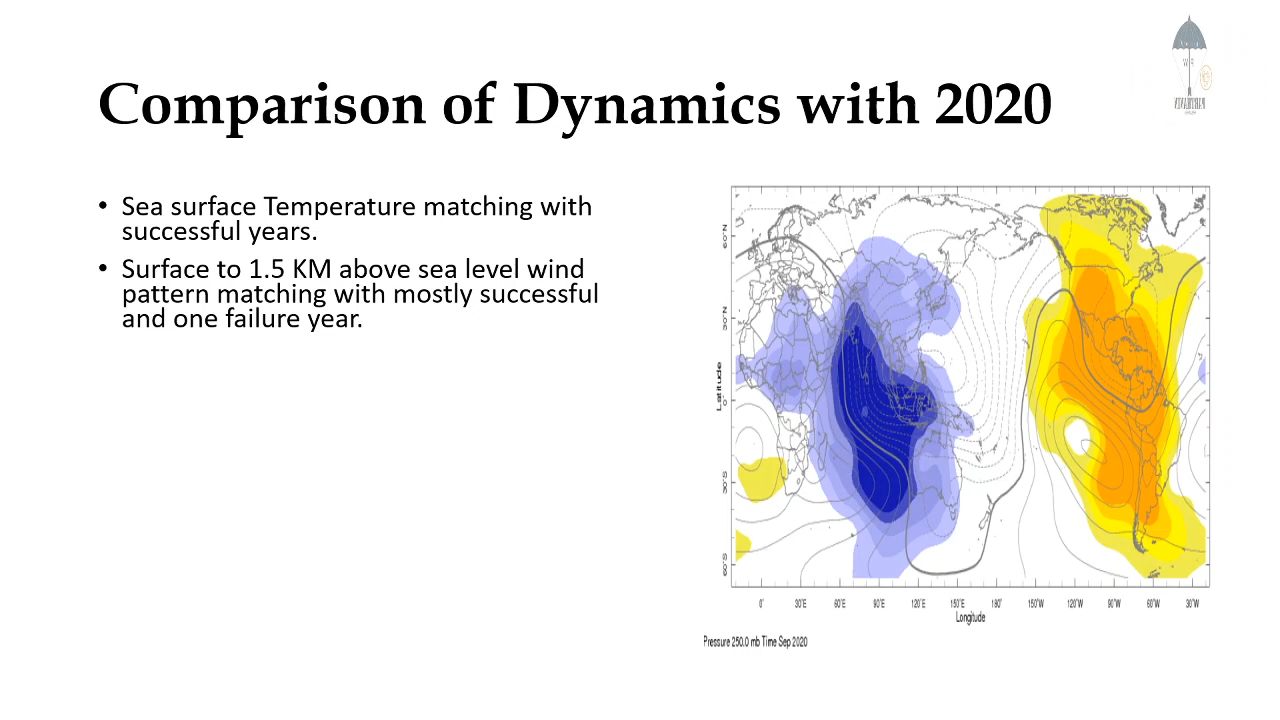 Comparison of Dynamics with 2020
• Sea surface Temperature matching with
successful years.
• Surface to 1.5 KM above sea level wind
pattern matching with mostly successful
and one failure year.
Latitude
60°N
30°N
0°
30°S
60°S
0° 30°E 60°E 90°E 120°E 150°E 180° 150°W 120°W 90°W 60°W 30°W
Longitude
Pressure 250.0 mb Time Sep 2020